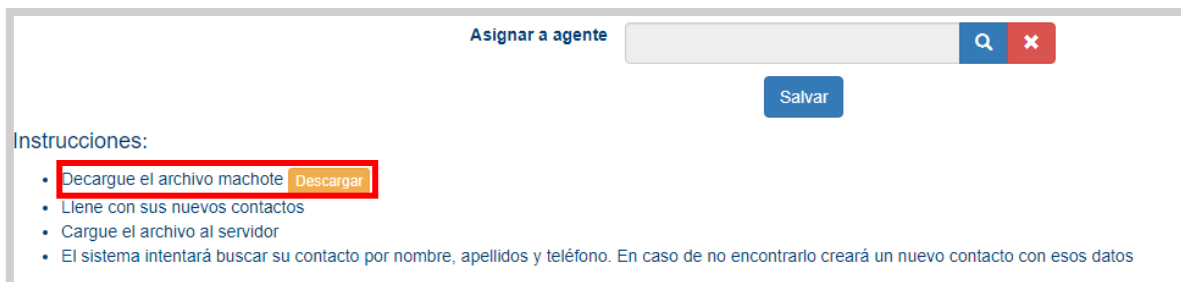 Asignar a agente
Salvar
Instrucciones:
Decargue el archivo machote Descargar
Llene con sus nuevos contactos
Cargue el archivo al servidor
El sistema intentará buscar su contacto por nombre, apellidos y teléfono. En caso de no encontrarlo creará un nuevo contacto con esos datos